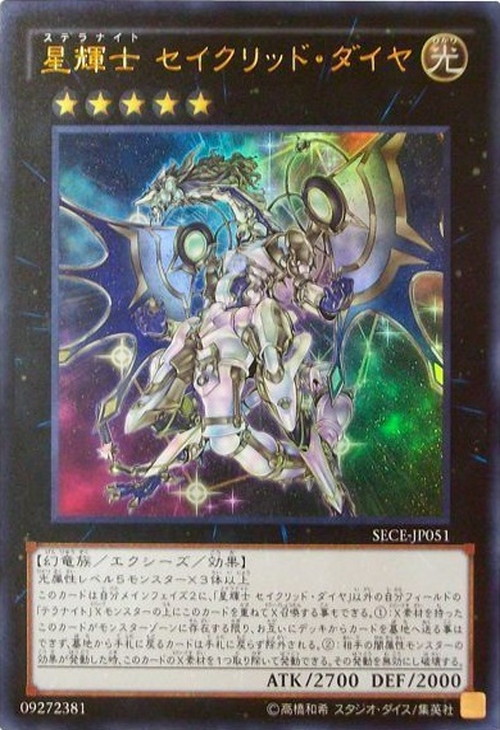 ステラナイト
星輝士 セイクリッド・ダイヤ
ひかり
光
SECE-JP051
げん りゅう ぞく こう か
【幻竜族/エクシーズ/効果】
光属性レベル5モンスター×3体以上
このカードは自分メインフェイズ2に、「星輝士 セイクリッド・ダイヤ」以外の自分フィールドの
「テラナイト」Xモンスターの上にこのカードを重ねてX召喚する事もできる。①:X素材を持った
このカードがモンスターゾーンに存在する限り、お互いにデッキからカードを墓地へ送る事は
できず、墓地から手札に戻るカードは手札に戻らず除外される。②:相手の闇属性モンスターの
効果が発動した時、このカードのX素材を1つ取り除いて発動できる。その発動を無効にし破壊する。
ATK/2700 DEF/2000
09272381
©高橋和希 スタジオ・ダイス/集英社